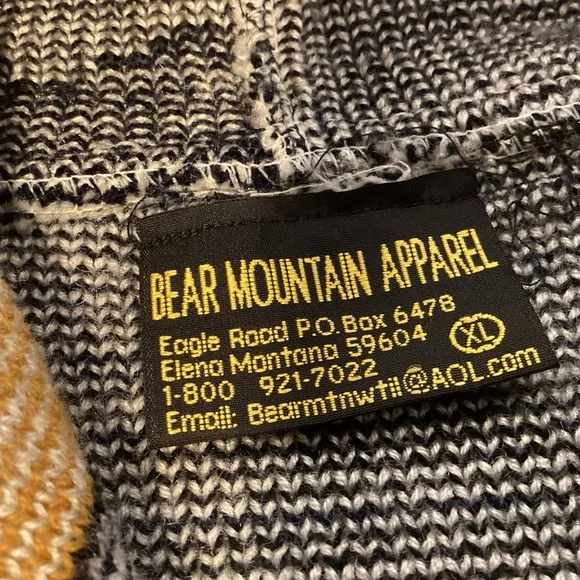 BEAR MOUNTAIN APPAREL
Eagle Road P.O. Box 6478
Elena Montana 59604 XL
1-800 921-7022
Email: Bearmtnwtil@AOL.com